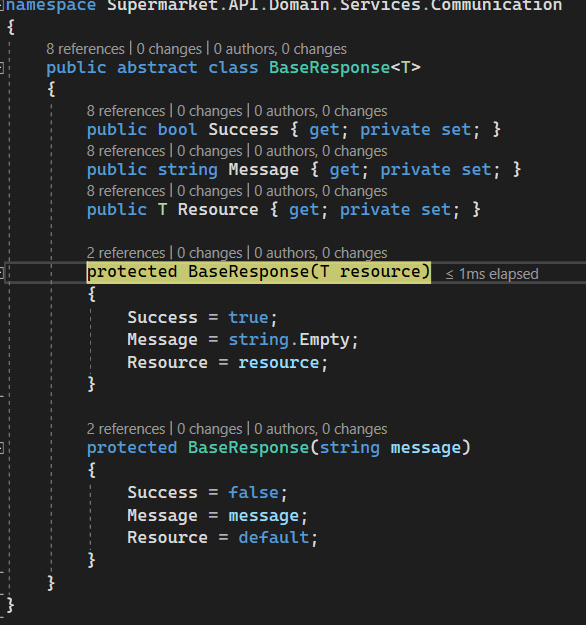 namespace Supermarket.API.Domain.Services.Communication
{
8 references | 0 changes | 0 authors, 0 changes
public abstract class BaseResponse<T>
{
8 references | 0 changes | 0 authors, 0 changes
public bool Success { get; private set; }
8 references | 0 changes | 0 authors, 0 changes
public string Message { get; private set; }
8 references | 0 changes | 0 authors, 0 changes
public T Resource { get; private set; }
2 references | 0 changes | 0 authors, 0 changes
protected BaseResponse(T resource) ≤ 1ms elapsed
{
Success = true;
Message = string.Empty;
Resource = resource;
}
2 references | 0 changes | 0 authors, 0 changes
protected BaseResponse(string message)
{
Success = false;
Message = message;
Resource = default;
}
}
}